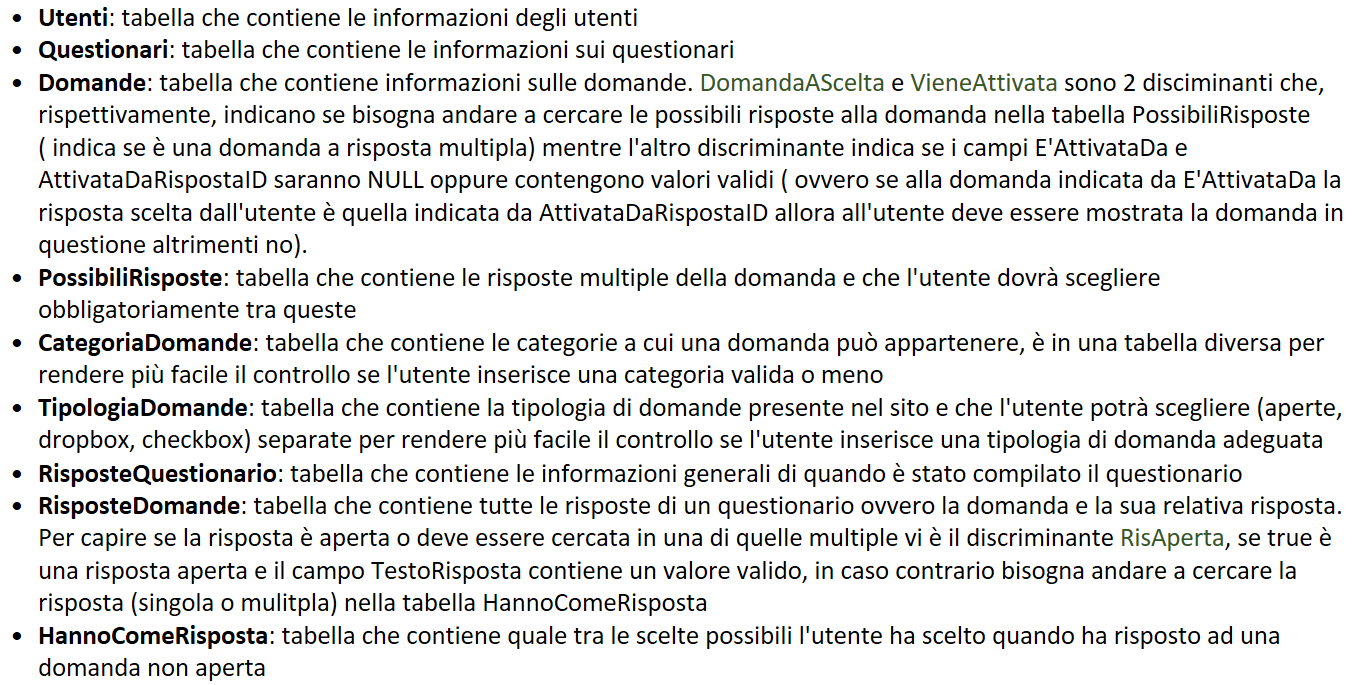 • Utenti: tabella che contiene le informazioni degli utenti
• Questionari: tabella che contiene le informazioni sui questionari
• Domande: tabella che contiene informazioni sulle domande. DomandaAScelta e VieneAttivata sono 2 disciminanti che,
rispettivamente, indicano se bisogna andare a cercare le possibili risposte alla domanda nella tabella PossibiliRisposte
( indica se è una domanda a risposta multipla) mentre l'altro discriminante indica se i campi E'AttivataDa e
AttivataDaRispostaID saranno NULL oppure contengono valori validi ( ovvero se alla domanda indicata da E'AttivataDa la
risposta scelta dall'utente è quella indicata da AttivataDaRispostaID allora all'utente deve essere mostrata la domanda in
questione altrimenti no).
• PossibiliRisposte: tabella che contiene le risposte multiple della domanda e che l'utente dovrà scegliere
obbligatoriamente tra queste
• CategoriaDomande: tabella che contiene le categorie a cui una domanda può appartenere, è in una tabella diversa per
rendere più facile il controllo se l'utente inserisce una categoria valida o meno
• TipologiaDomande: tabella che contiene la tipologia di domande presente nel sito e che l'utente potrà scegliere (aperte,
dropbox, checkbox) separate per rendere più facile il controllo se l'utente inserisce una tipologia di domanda adeguata
• RisposteQuestionario: tabella che contiene le informazioni generali di quando è stato compilato il questionario
• RisposteDomande: tabella che contiene tutte le risposte di un questionario ovvero la domanda e la sua relativa risposta.
Per capire se la risposta è aperta o deve essere cercata in una di quelle multiple vi è il discriminante RisAperta, se true è
una risposta aperta e il campo TestoRisposta contiene un valore valido, in caso contrario bisogna andare a cercare la
risposta (singola o mulitpla) nella tabella HannoComeRisposta
• HannoComeRisposta: tabella che contiene quale tra le scelte possibili l'utente ha scelto quando ha risposto ad una
domanda non aperta